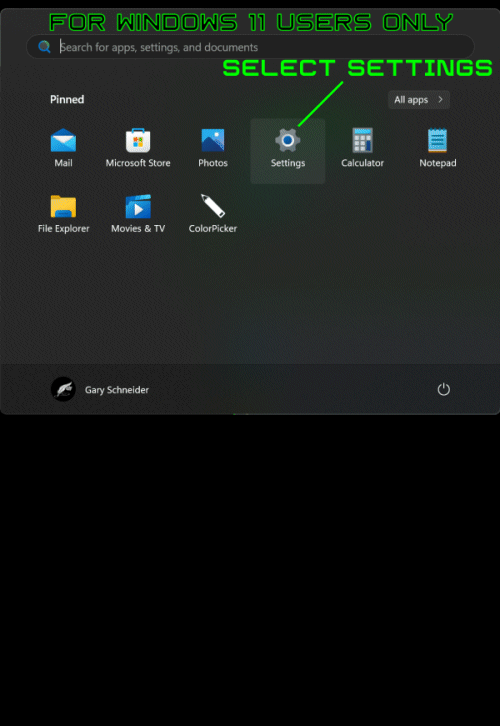 FOR WINDOWS 11 USERS ONLY
Search for apps, settings, and documents
SELECT SETTINGS
Pinned
All apps >
Mail Microsoft Store Photos Settings Calculator Notepad
File Explorer Movies & TV ColorPicker
Gary Schneider